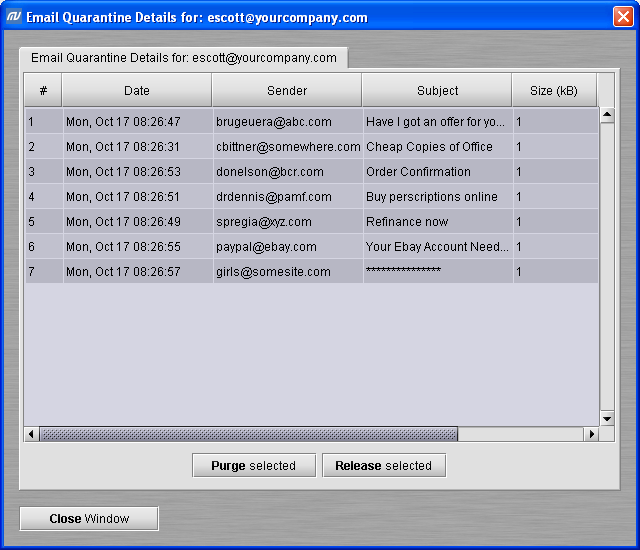 Email Quarantine Details for: escott@yourcompany.com
Email Quarantine Details for: escott@yourcompany.com
# Date Sender Subject Size (kB)
1 Mon, Oct 17 08:26:47 brugeuera@abc.com Have I got an offer for yo... 1
2 Mon, Oct 17 08:26:31 cbittner@somewhere.com Cheap Copies of Office 1
3 Mon, Oct 17 08:26:53 donelson@bcr.com Order Confirmation 1
4 Mon, Oct 17 08:26:51 drdennis@pamf.com Buy perscriptions online 1
5 Mon, Oct 17 08:26:49 spregia@xyz.com Refinance now 1
6 Mon, Oct 17 08:26:55 paypal@ebay.com Your Ebay Account Need... 1
7 Mon, Oct 17 08:26:57 girls@somesite.com *************** 1
Purge selected Release selected
Close Window